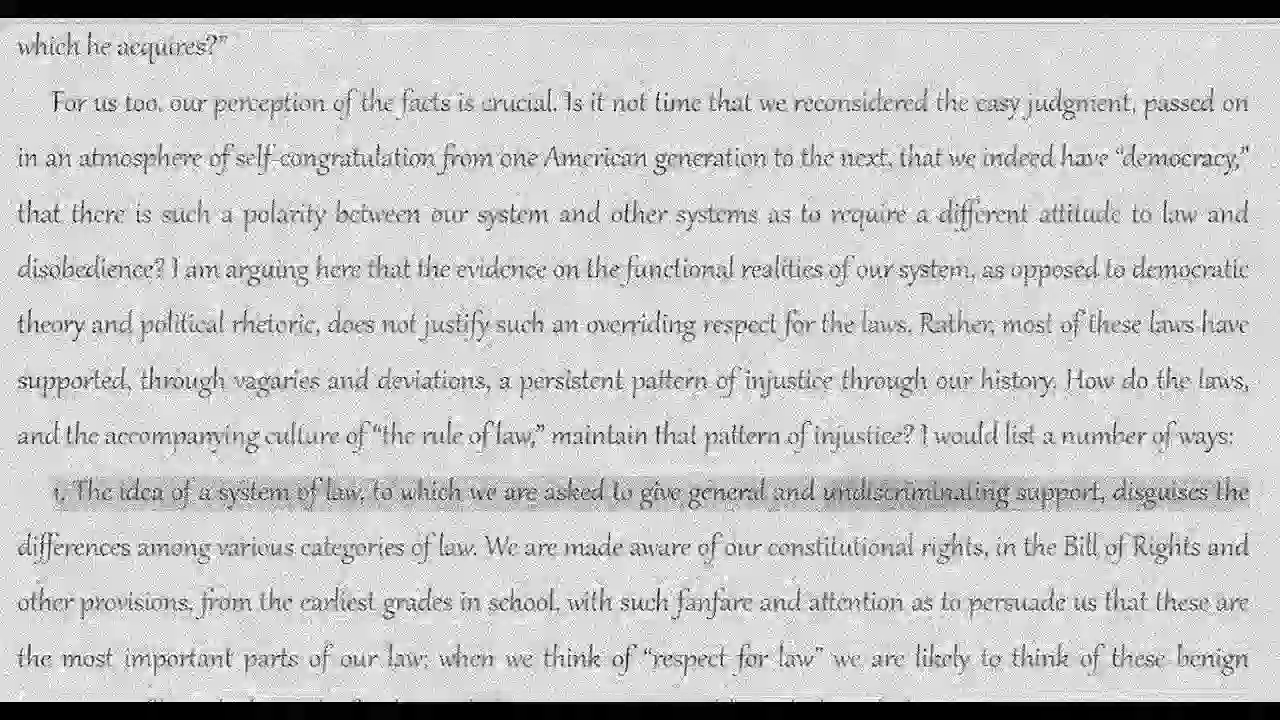 which he acquires?”
For us too, our perception of the facts is crucial. Is it not time that we reconsidered the easy judgment, passed on
in an atmosphere of self-congratulation from one American generation to the next, that we indeed have “democracy,”
that there is such a polarity between our system and other systems as to require a different attitude to law and
disobedience? I am arguing here that the evidence on the functional realities of our system, as opposed to democratic
theory and political rhetoric, does not justify such an overriding respect for the laws. Rather, most of these laws have
supported, through vagaries and deviations, a persistent pattern of injustice through our history. How do the laws,
and the accompanying culture of “the rule of law,” maintain that pattern of injustice? I would list a number of ways:
1. The idea of a system of law, to which we are asked to give general and undiscriminating support, disguises the
differences among various categories of law. We are made aware of our constitutional rights, in the Bill of Rights and
other provisions, from the earliest grades in school, with such fanfare and attention as to persuade us that these are
the most important parts of our law; when we think of “respect for law” we are likely to think of these benign